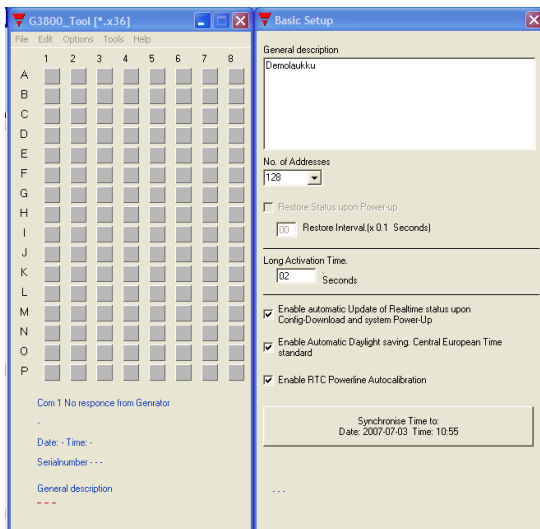 G3800_Tool [*.x36]
File Edit Options Tools Help
1 2 3 4 5 6 7 8
A
B
C
D
E
F
G
H
I
J
K
L
M
N
O
P
Com 1 No responce from Genrator
.
Date: - Time: -
Serialnumber - - -
General description
- - -
Basic Setup
General description
Demolaukku
No. of Addresses
128
Restore Status upon Power-up
00 Restore Interval.(x 0.1 Seconds)
Long Activation Time.
02 Seconds
Enable automatic Update of Realtime status upon
Config-Download and system Power-Up
Enable Automatic Daylight saving. Central European Time
standard
Enable RTC Powerline Autocalibration
Synchronise Time to:
Date: 2007-07-03 Time: 10:55
. . .